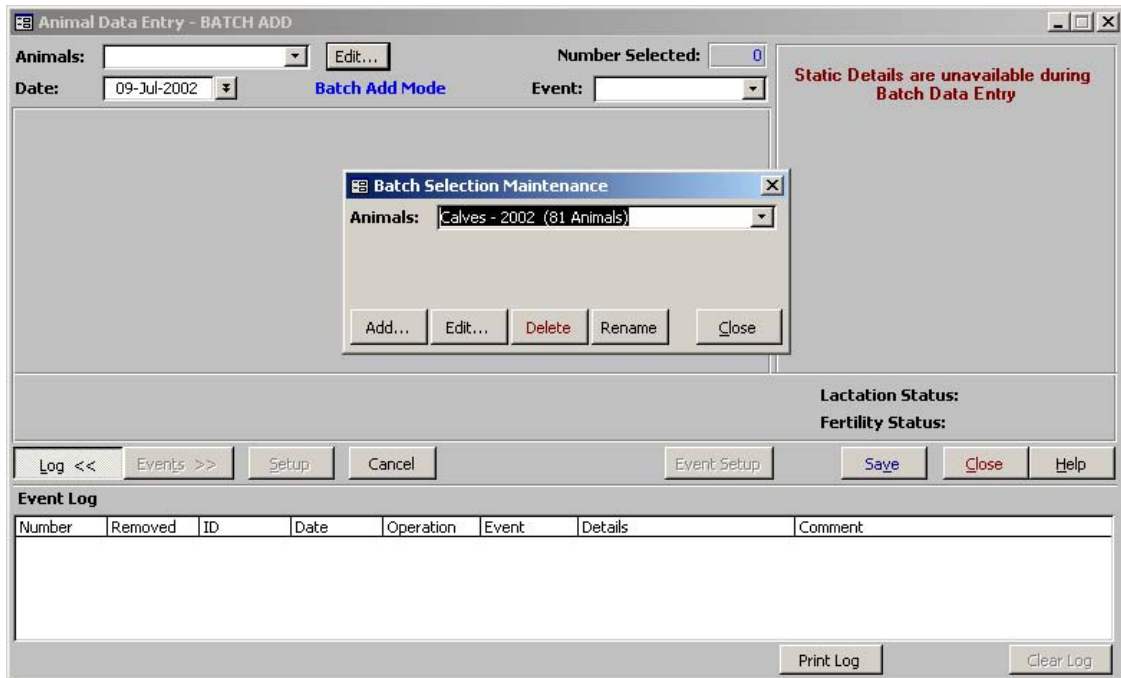 Animal Data Entry - BATCH ADD
Animals: Edit... Number Selected: 0
Date: 09-Jul-2002 Batch Add Mode Event:
Static Details are unavailable during
Batch Data Entry
Batch Selection Maintenance
Animals: Calves - 2002 (81 Animals)
Add... Edit... Delete Rename Close
Lactation Status:
Fertility Status:
Log << Events >> Setup Cancel Event Setup Save Close Help
Event Log
Number Removed ID Date Operation Event Details Comment
Print Log Clear Log